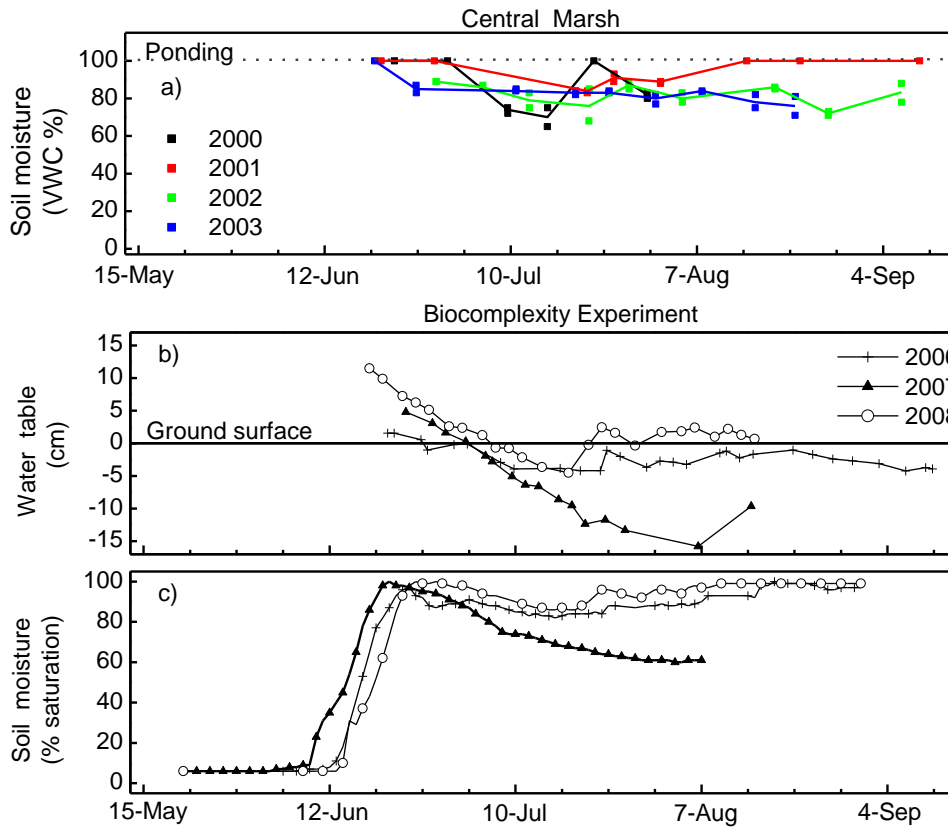 Central Marsh
Soil moisture
(VWC %)
100
80
60
40
20
0
Ponding
a)
2000
2001
2002
2003
15-May
12-Jun
10-Jul
7-Aug
4-Sep
Biocomplexity Experiment
Water table
(cm)
15
10
5
0
-5
-10
-15
b)
Ground surface
2006
2007
2008
Soil moisture
(% saturation)
100
80
60
40
20
0
c)
15-May
12-Jun
10-Jul
7-Aug
4-Sep